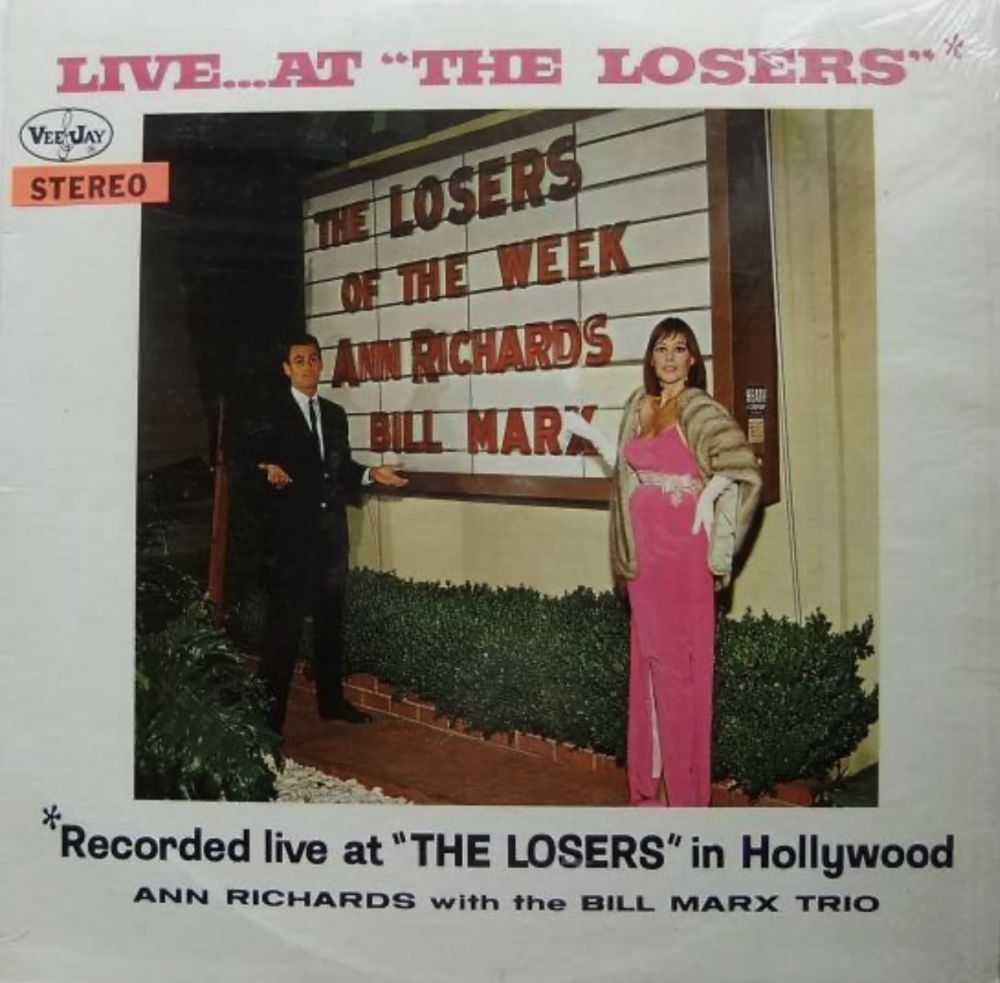 LIVE...AT "THE LOSERS"*
VEE JAY
STEREO
THE LOSERS
OF THE WEEK
ANN RICHARDS
BILL MARX
HEATH
*Recorded live at "THE LOSERS" in Hollywood
ANN RICHARDS with the BILL MARX TRIO